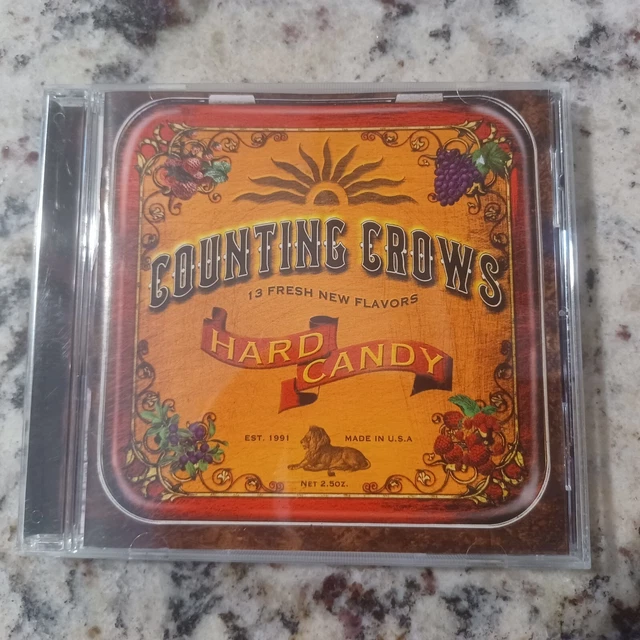 COUNTING CROWS
13 FRESH NEW FLAVORS
HARD CANDY
EST. 1991 MADE IN U.S.A
NET 2.5OZ.